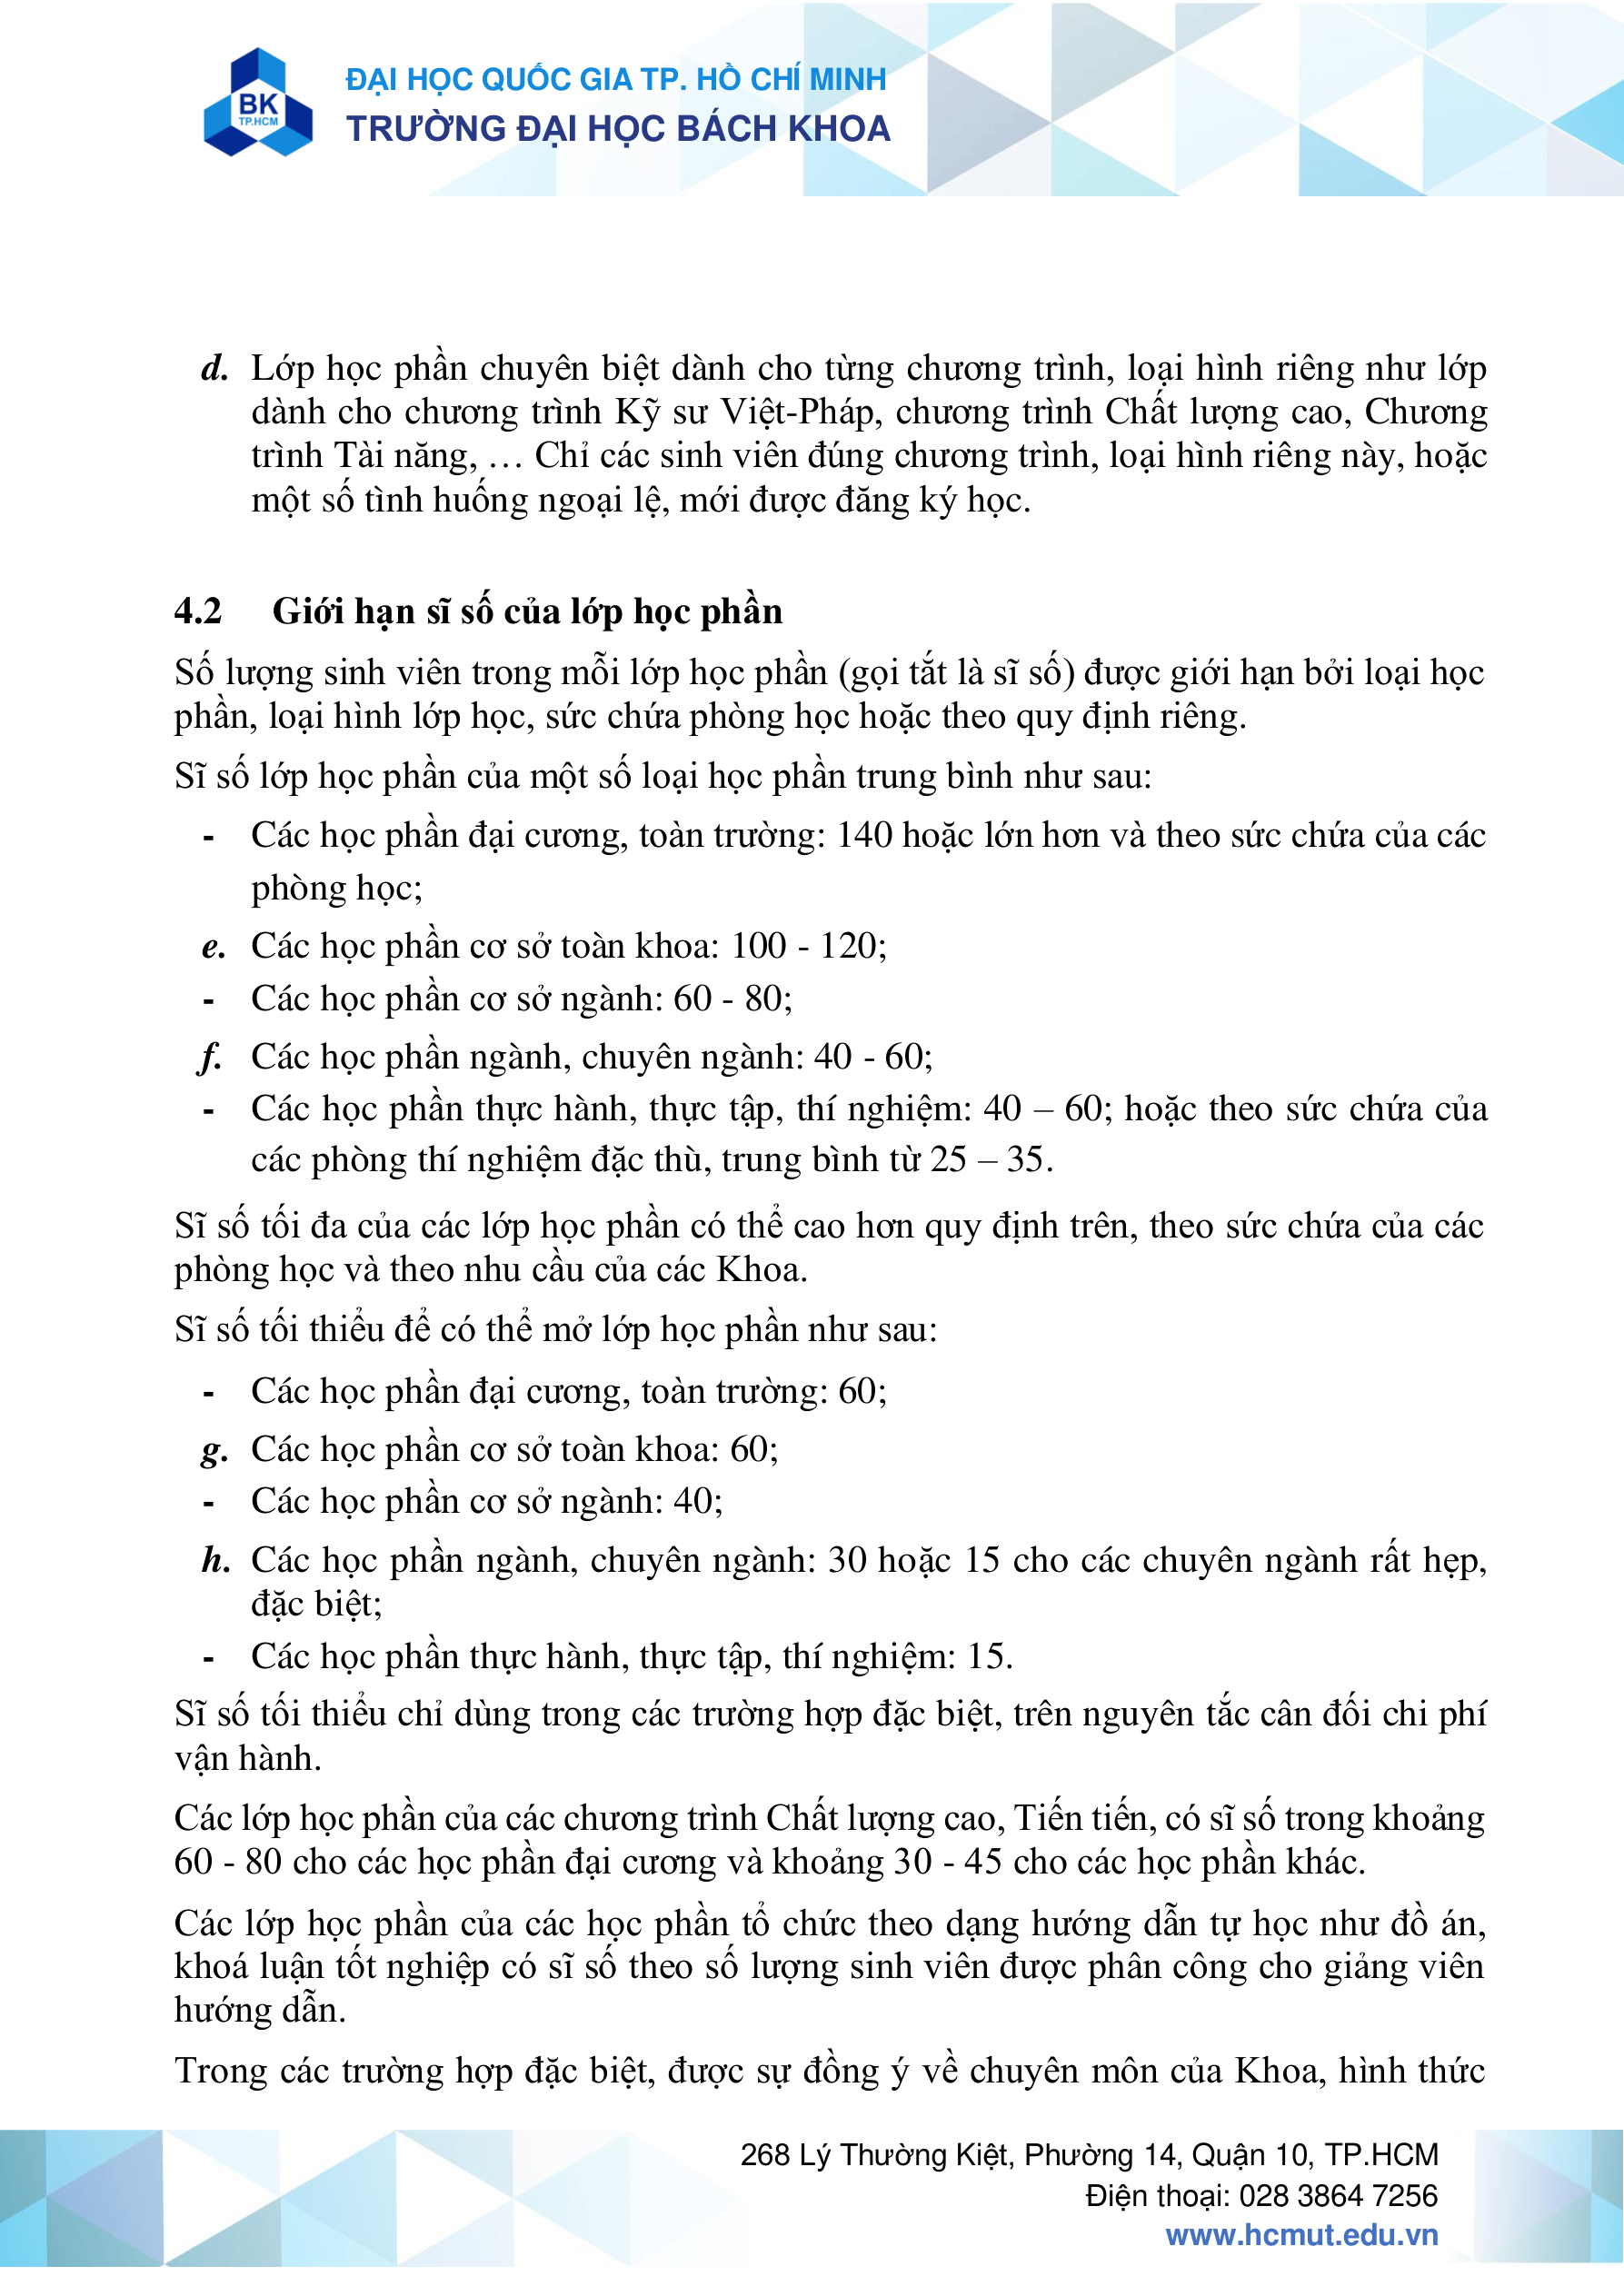 BK
TP.HCM
ĐẠI HỌC QUỐC GIA TP. HỒ CHÍ MINH
TRƯỜNG ĐẠI HỌC BÁCH KHOA
d. Lớp học phần chuyên biệt dành cho từng chương trình, loại hình riêng như lớp
dành cho chương trình Kỹ sư Việt-Pháp, chương trình Chất lượng cao, Chương
trình Tài năng, … Chỉ các sinh viên đúng chương trình, loại hình riêng này, hoặc
một số tình huống ngoại lệ, mới được đăng ký học.
4.2 Giới hạn sĩ số của lớp học phần
Số lượng sinh viên trong mỗi lớp học phần (gọi tắt là sĩ số) được giới hạn bởi loại học
phần, loại hình lớp học, sức chứa phòng học hoặc theo quy định riêng.
Sĩ số lớp học phần của một số loại học phần trung bình như sau:
- Các học phần đại cương, toàn trường: 140 hoặc lớn hơn và theo sức chứa của các
phòng học;
e. Các học phần cơ sở toàn khoa: 100 - 120;
- Các học phần cơ sở ngành: 60 - 80;
f. Các học phần ngành, chuyên ngành: 40 - 60;
- Các học phần thực hành, thực tập, thí nghiệm: 40 – 60; hoặc theo sức chứa của
các phòng thí nghiệm đặc thù, trung bình từ 25 – 35.
Sĩ số tối đa của các lớp học phần có thể cao hơn quy định trên, theo sức chứa của các
phòng học và theo nhu cầu của các Khoa.
Sĩ số tối thiểu để có thể mở lớp học phần như sau:
- Các học phần đại cương, toàn trường: 60;
g. Các học phần cơ sở toàn khoa: 60;
- Các học phần cơ sở ngành: 40;
h. Các học phần ngành, chuyên ngành: 30 hoặc 15 cho các chuyên ngành rất hẹp,
đặc biệt;
- Các học phần thực hành, thực tập, thí nghiệm: 15.
Sĩ số tối thiểu chỉ dùng trong các trường hợp đặc biệt, trên nguyên tắc cân đối chi phí
vận hành.
Các lớp học phần của các chương trình Chất lượng cao, Tiến tiến, có sĩ số trong khoảng
60 - 80 cho các học phần đại cương và khoảng 30 - 45 cho các học phần khác.
Các lớp học phần của các học phần tổ chức theo dạng hướng dẫn tự học như đồ án,
khoá luận tốt nghiệp có sĩ số theo số lượng sinh viên được phân công cho giảng viên
hướng dẫn.
Trong các trường hợp đặc biệt, được sự đồng ý về chuyên môn của Khoa, hình thức
268 Lý Thường Kiệt, Phường 14, Quận 10, TP.HCM
Điện thoại: 028 3864 7256
www.hcmut.edu.vn